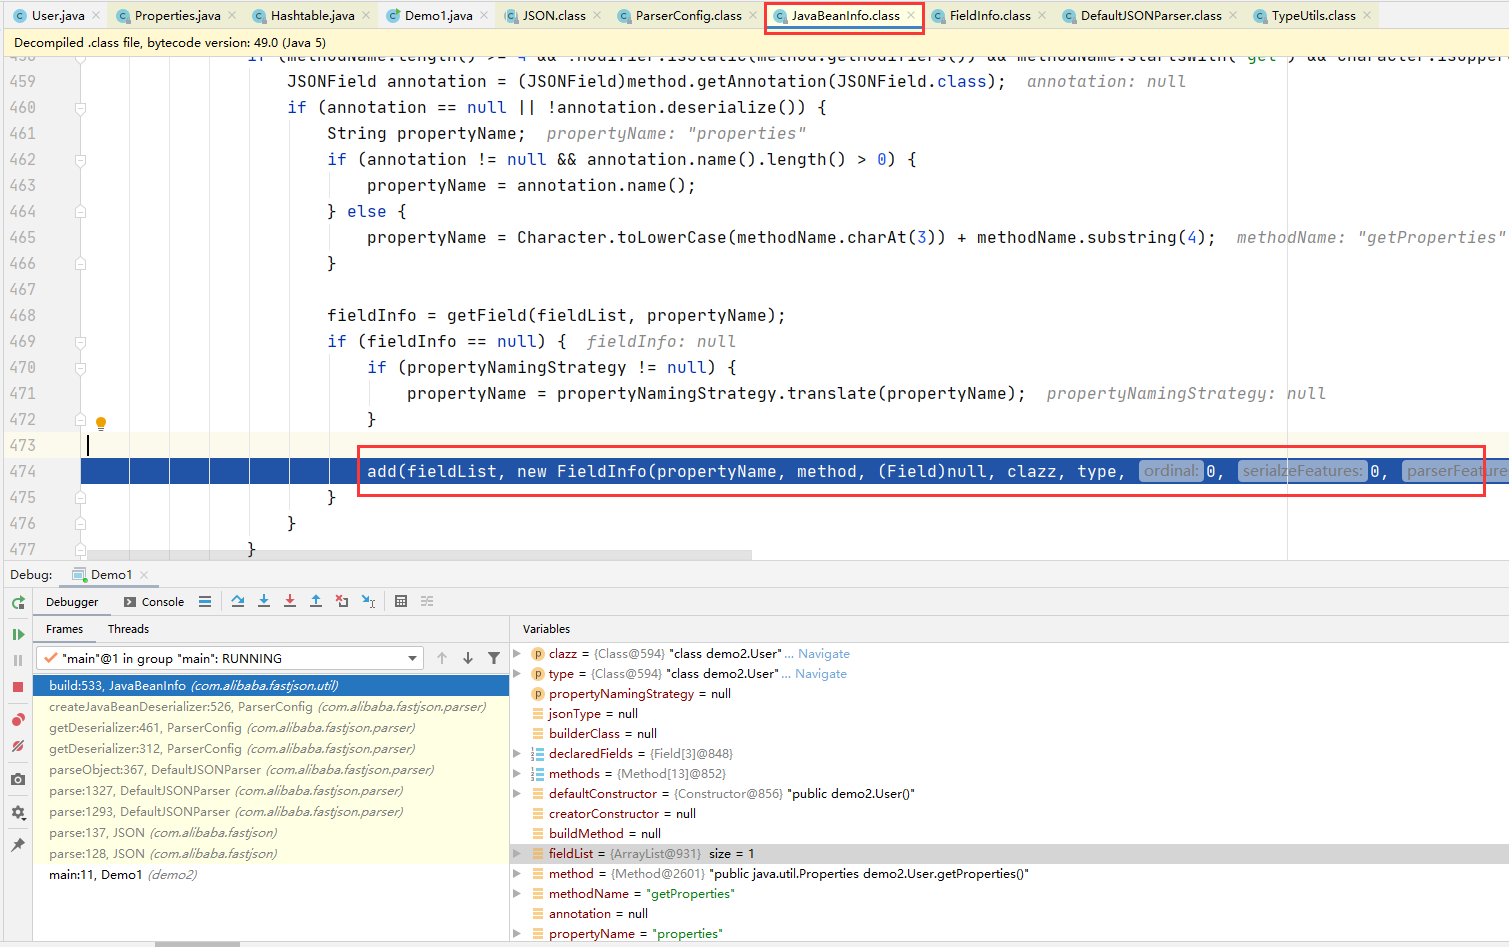 User.java Properties.java Hashtable.java Demo1.java JSON.class ParserConfig.class JavaBeanInfo.class FieldInfo.class DefaultJSONParser.class TypeUtils.class
Decompiled .class file, bytecode version: 49.0 (Java 5)
459 JSONField annotation = (JSONField)method.getAnnotation(JSONField.class); annotation: null
460 if (annotation == null || !annotation.deserialize()) {
461 String propertyName; propertyName: "properties"
462 if (annotation != null && annotation.name().length() > 0) {
463 propertyName = annotation.name();
464 } else {
465 propertyName = Character.toLowerCase(methodName.charAt(3)) + methodName.substring(4); methodName: "getProperties"
466 }
467
468 fieldInfo = getField(fieldList, propertyName);
469 if (fieldInfo == null) { fieldInfo: null
470 if (propertyNamingStrategy != null) {
471 propertyName = propertyNamingStrategy.translate(propertyName); propertyNamingStrategy: null
472 }
473
474 add(fieldList, new FieldInfo(propertyName, method, (Field)null, clazz, type, ordinal: 0, serialzeFeatures: 0, parserFeature
475 }
476 }
477 }
Debug: Demo1
Debugger Console
Frames Threads
"main"@1 in group "main": RUNNING
build:533, JavaBeanInfo (com.alibaba.fastjson.util)
createJavaBeanDeserializer:526, ParserConfig (com.alibaba.fastjson.parser)
getDeserializer:461, ParserConfig (com.alibaba.fastjson.parser)
getDeserializer:312, ParserConfig (com.alibaba.fastjson.parser)
parseObject:367, DefaultJSONParser (com.alibaba.fastjson.parser)
parse:1327, DefaultJSONParser (com.alibaba.fastjson.parser)
parse:1293, DefaultJSONParser (com.alibaba.fastjson.parser)
parse:137, JSON (com.alibaba.fastjson)
parse:128, JSON (com.alibaba.fastjson)
main:11, Demo1 (demo2)
Variables
clazz = {Class@594} "class demo2.User"... Navigate
type = {Class@594} "class demo2.User"... Navigate
propertyNamingStrategy = null
jsonType = null
builderClass = null
declaredFields = {Field[3]@848}
methods = {Method[13]@852}
defaultConstructor = {Constructor@856} "public demo2.User()"
creatorConstructor = null
buildMethod = null
fieldList = {ArrayList@931} size = 1
method = {Method@2601} "public java.util.Properties demo2.User.getProperties()"
methodName = "getProperties"
annotation = null
propertyName = "properties"